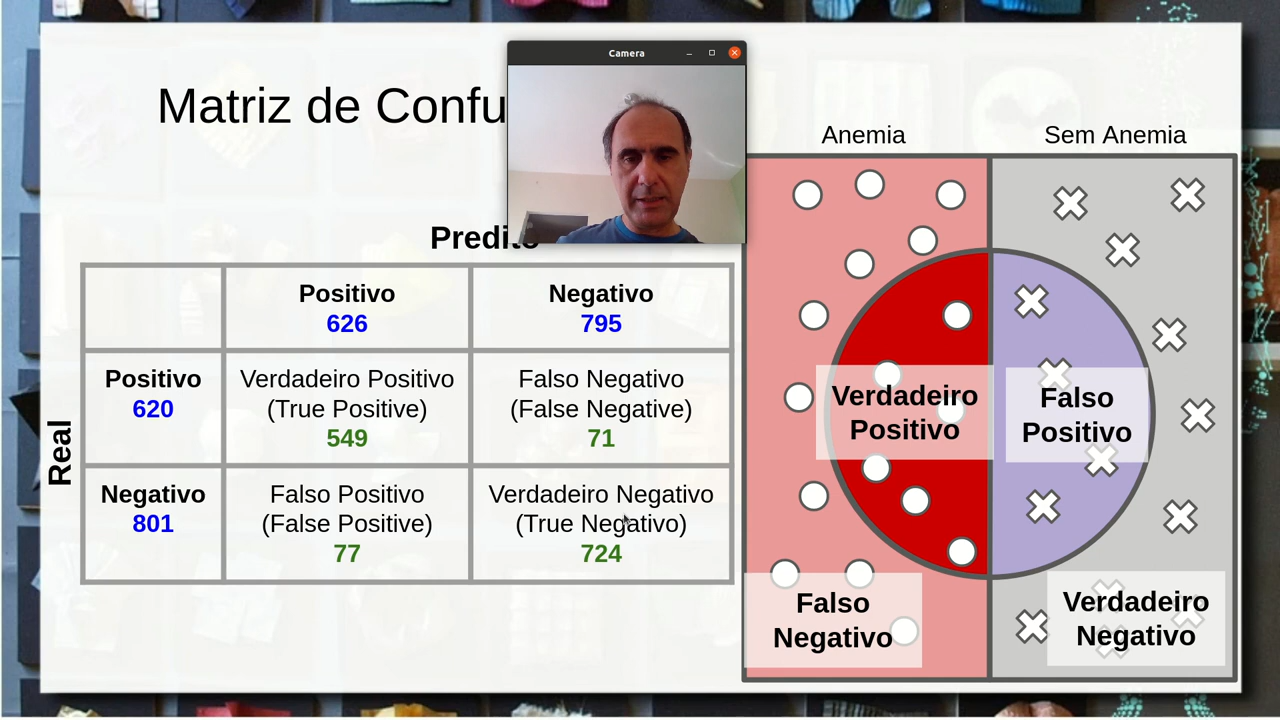 Camera
Matriz de Confu
Anemia
Sem Anemia
Predito
Positivo
626
Negativo
795
Real
Positivo
620
Verdadeiro Positivo
(True Positive)
549
Falso Negativo
(False Negative)
71
Negativo
801
Falso Positivo
(False Positive)
77
Verdadeiro Negativo
(True Negativo)
724
Verdadeiro
Positivo
Falso
Positivo
Falso
Negativo
Verdadeiro
Negativo